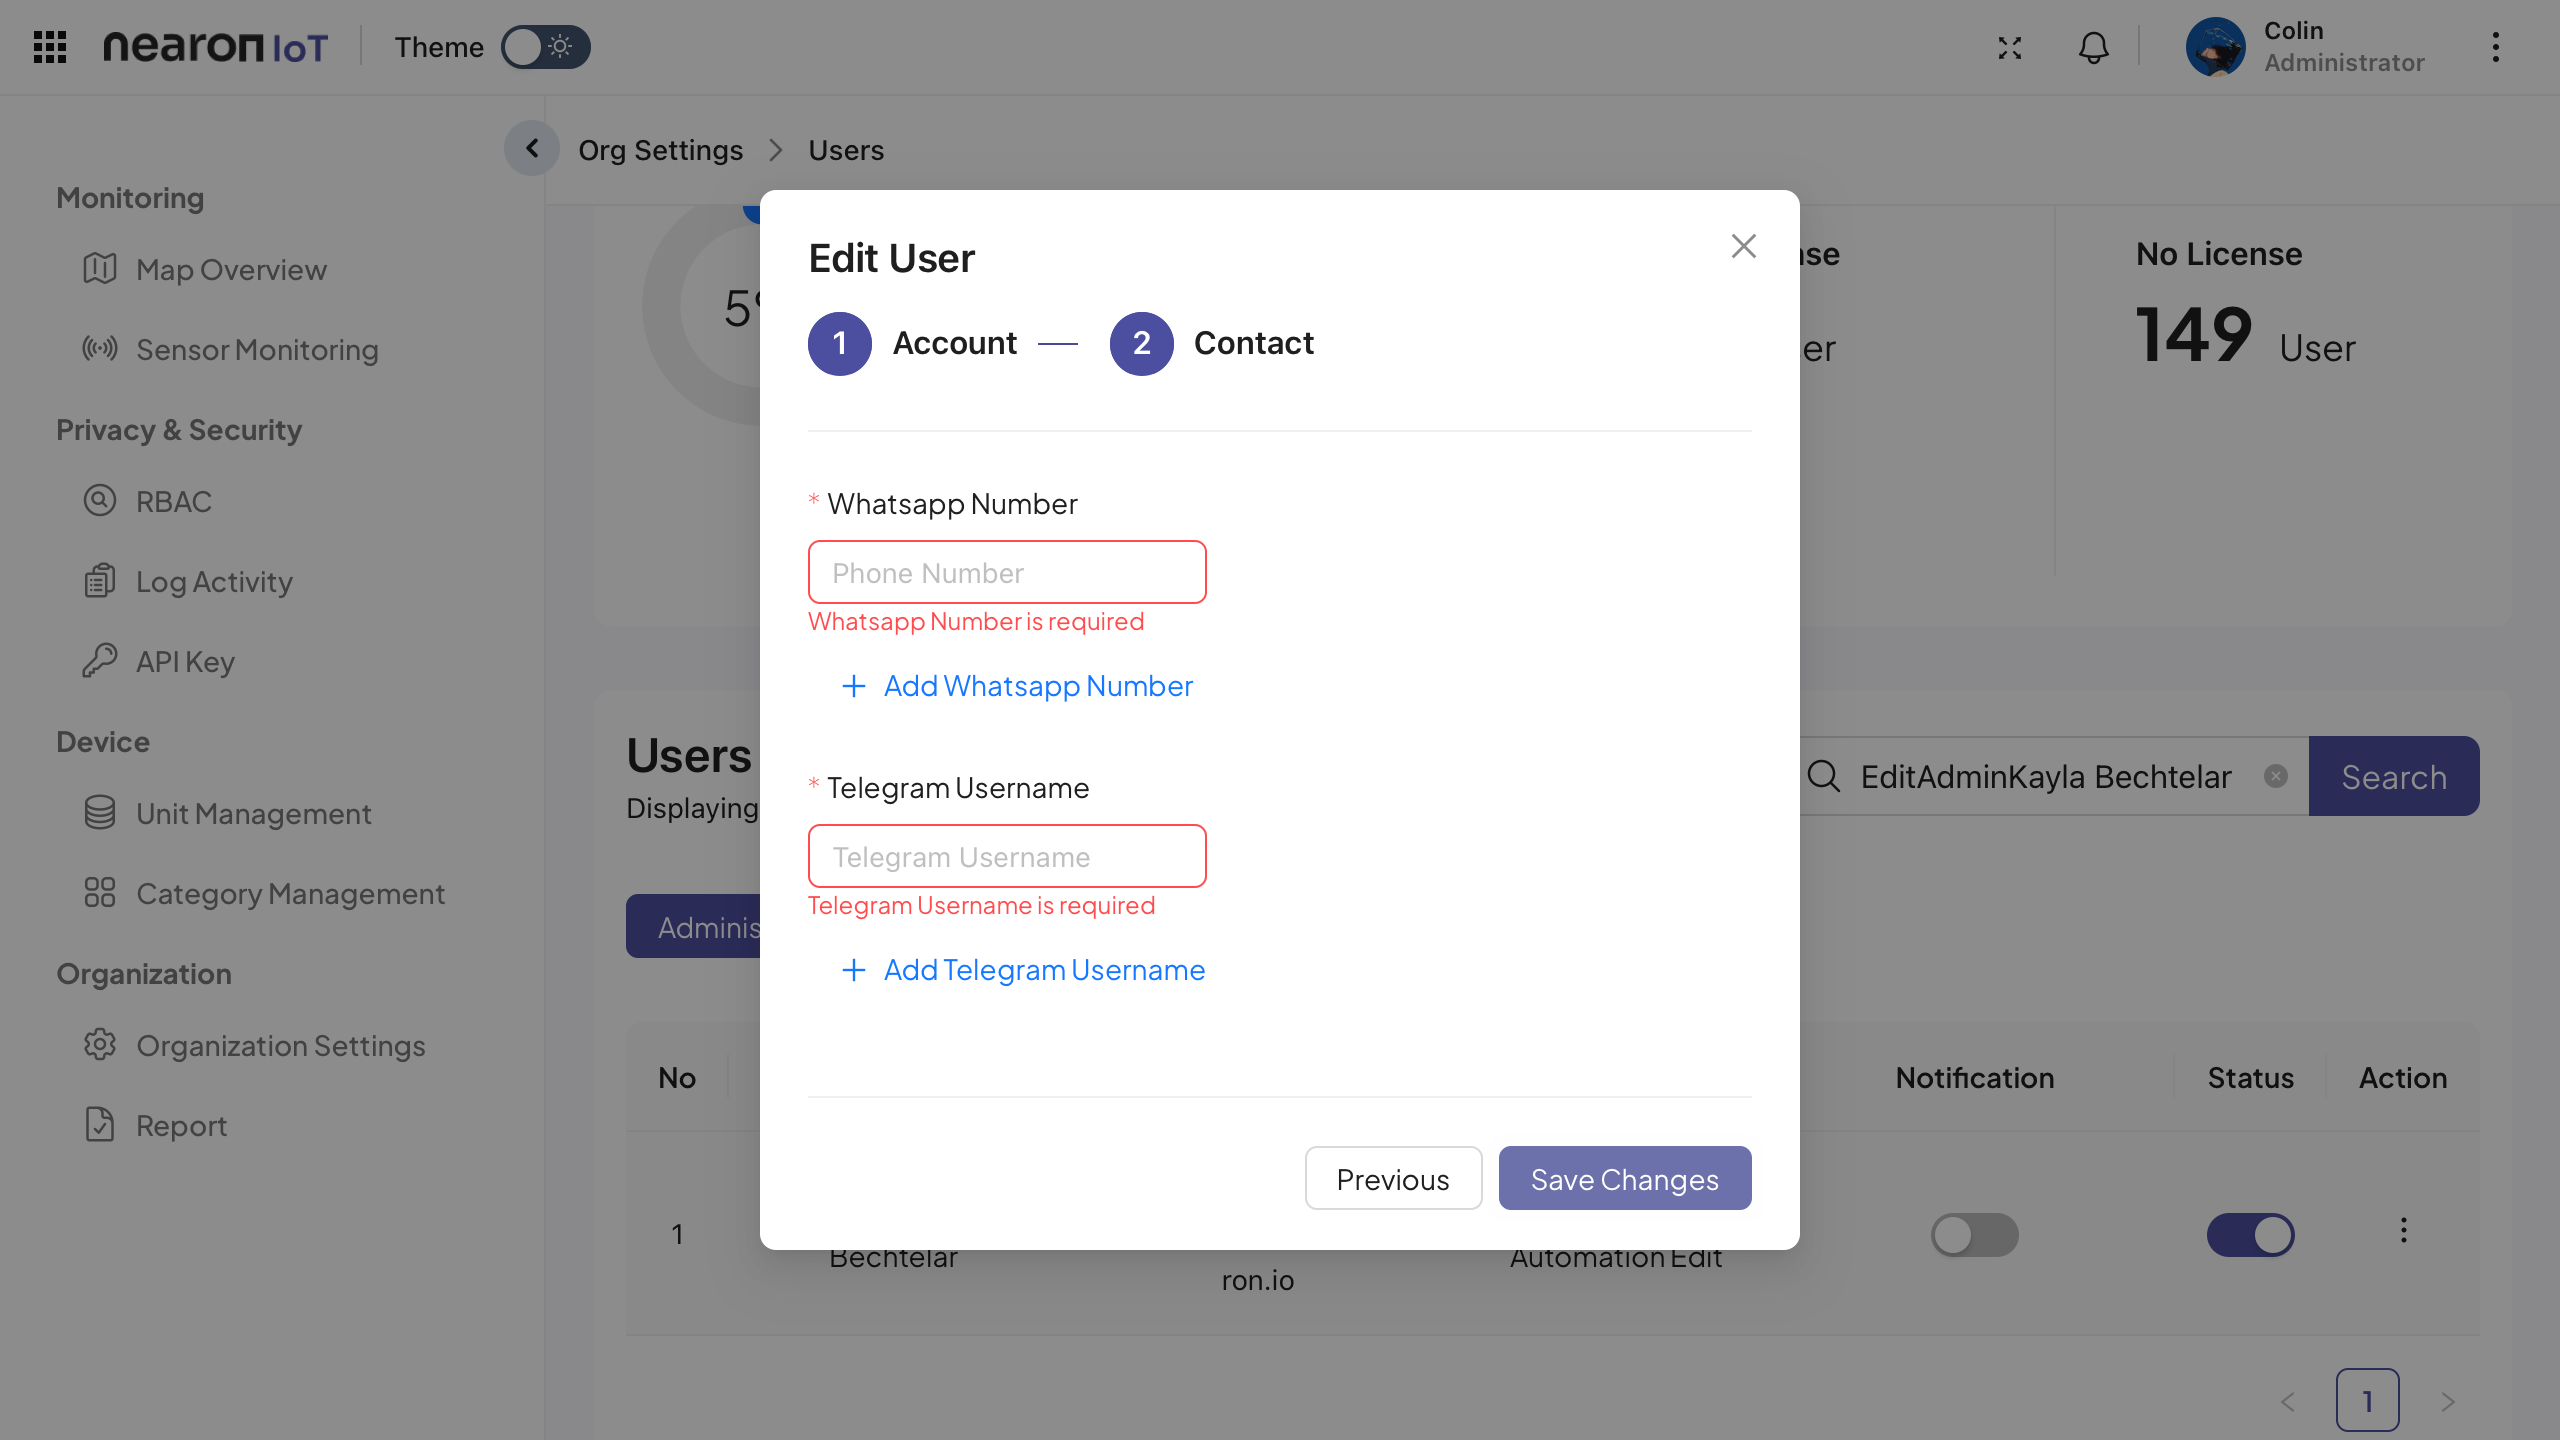 nearon IoT
Theme
Colin
Administrator
Org Settings > Users
Monitoring
Map Overview
Sensor Monitoring
Privacy & Security
RBAC
Log Activity
API Key
Device
Unit Management
Category Management
Organization
Organization Settings
Report
No License
149 User
Edit User
1 Account
2 Contact
* Whatsapp Number
Phone Number
Whatsapp Number is required
+ Add Whatsapp Number
* Telegram Username
Telegram Username
Telegram Username is required
+ Add Telegram Username
Previous
Save Changes
Users
Displaying
EditAdminKayla Bechtelar
Search
No
Notification
Status
Action
1
Bechtelar
ron.io
Automation Edit
1